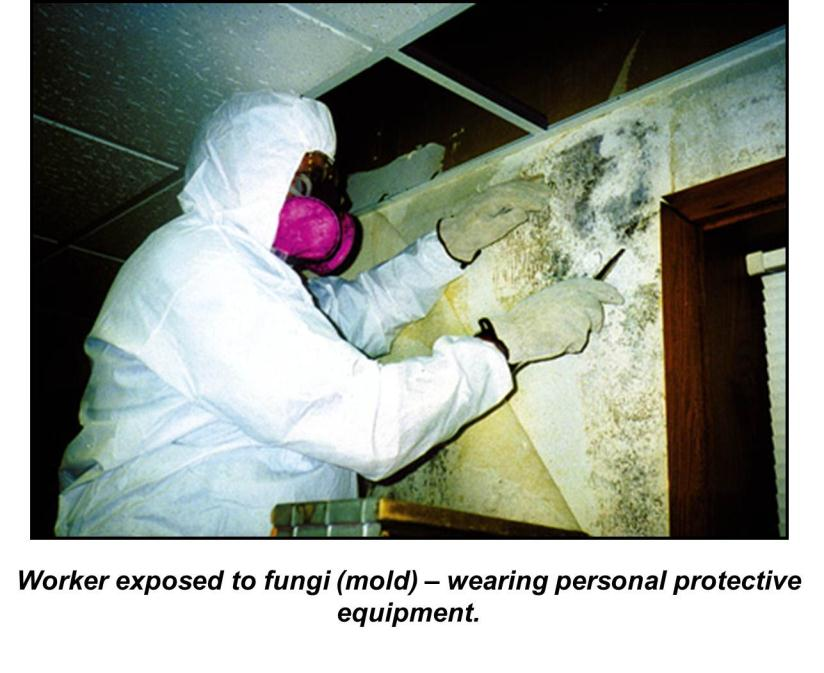 Worker exposed to fungi (mold) – wearing personal protective
equipment.